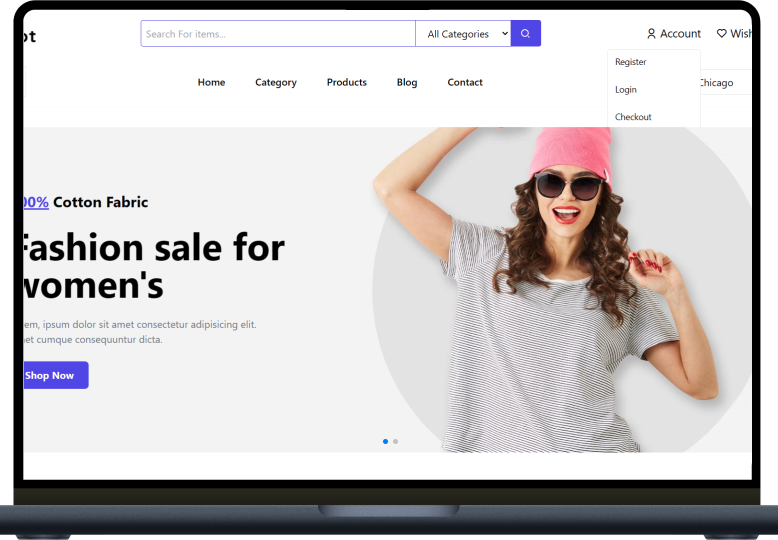 ot
Search For items...
All Categories
Account
Wish
Register
Login
Checkout
Home
Category
Products
Blog
Contact
Chicago
00% Cotton Fabric
Fashion sale for
women's
em, ipsum dolor sit amet consectetur adipisicing elit.
et cumque consequuntur dicta.
Shop Now